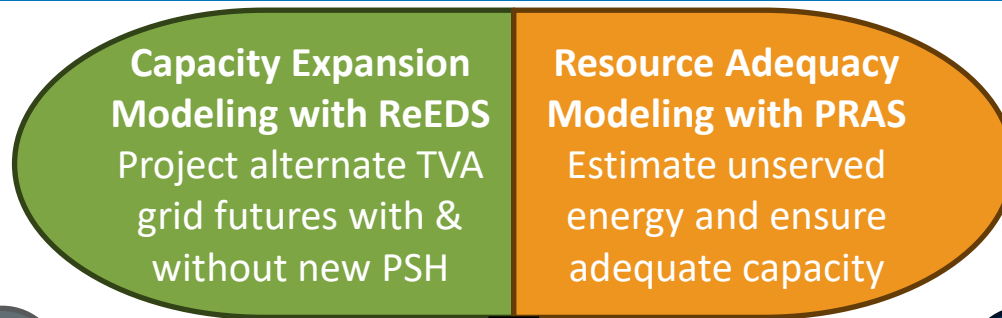 Capacity Expansion
Modeling with ReEDS
Project alternate TVA
grid futures with &
without new PSH
Resource Adequacy
Modeling with PRAS
Estimate unserved
energy and ensure
adequate capacity